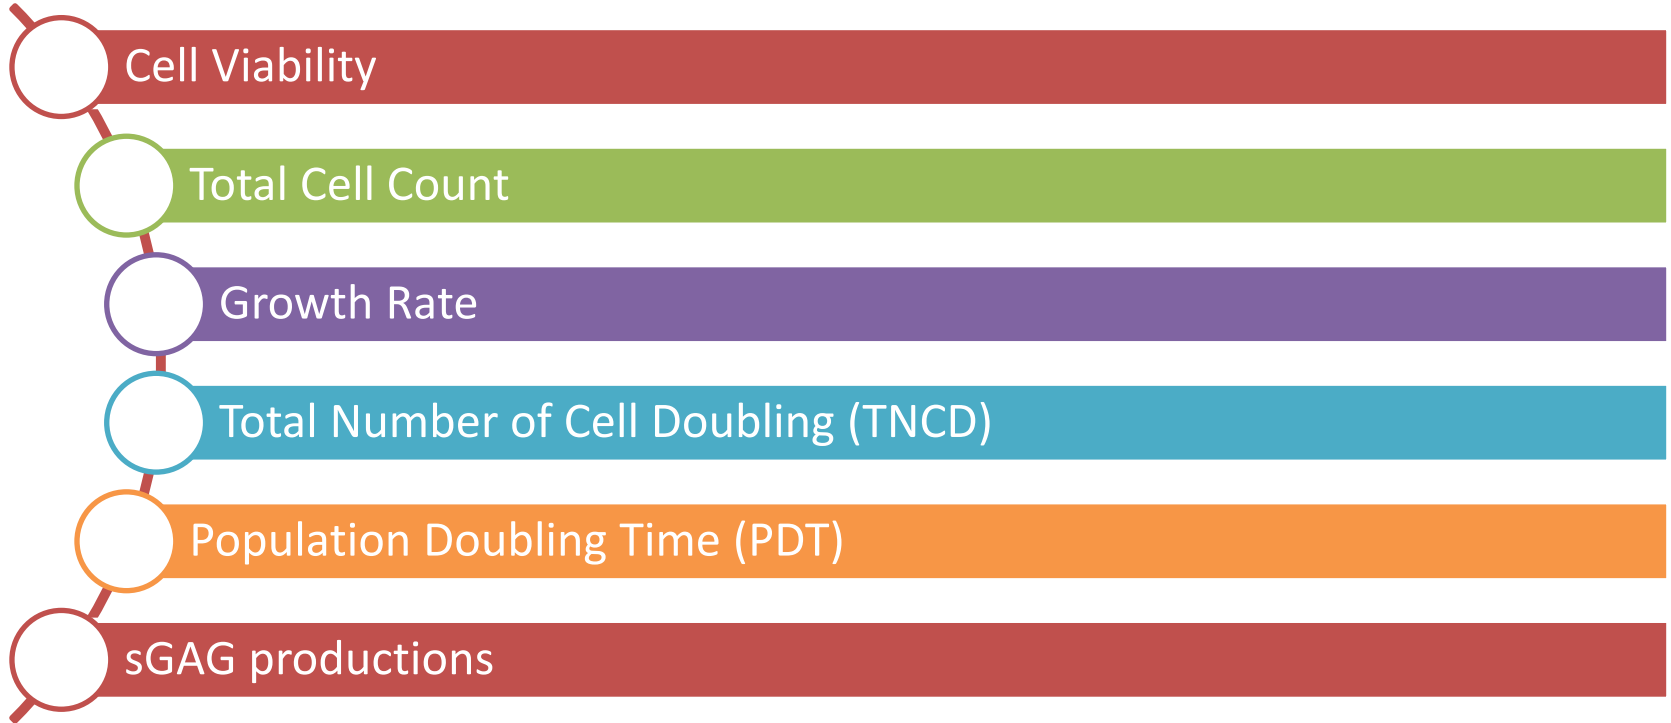 Cell Viability
Total Cell Count
Growth Rate
Total Number of Cell Doubling (TNCD)
Population Doubling Time (PDT)
sGAG productions